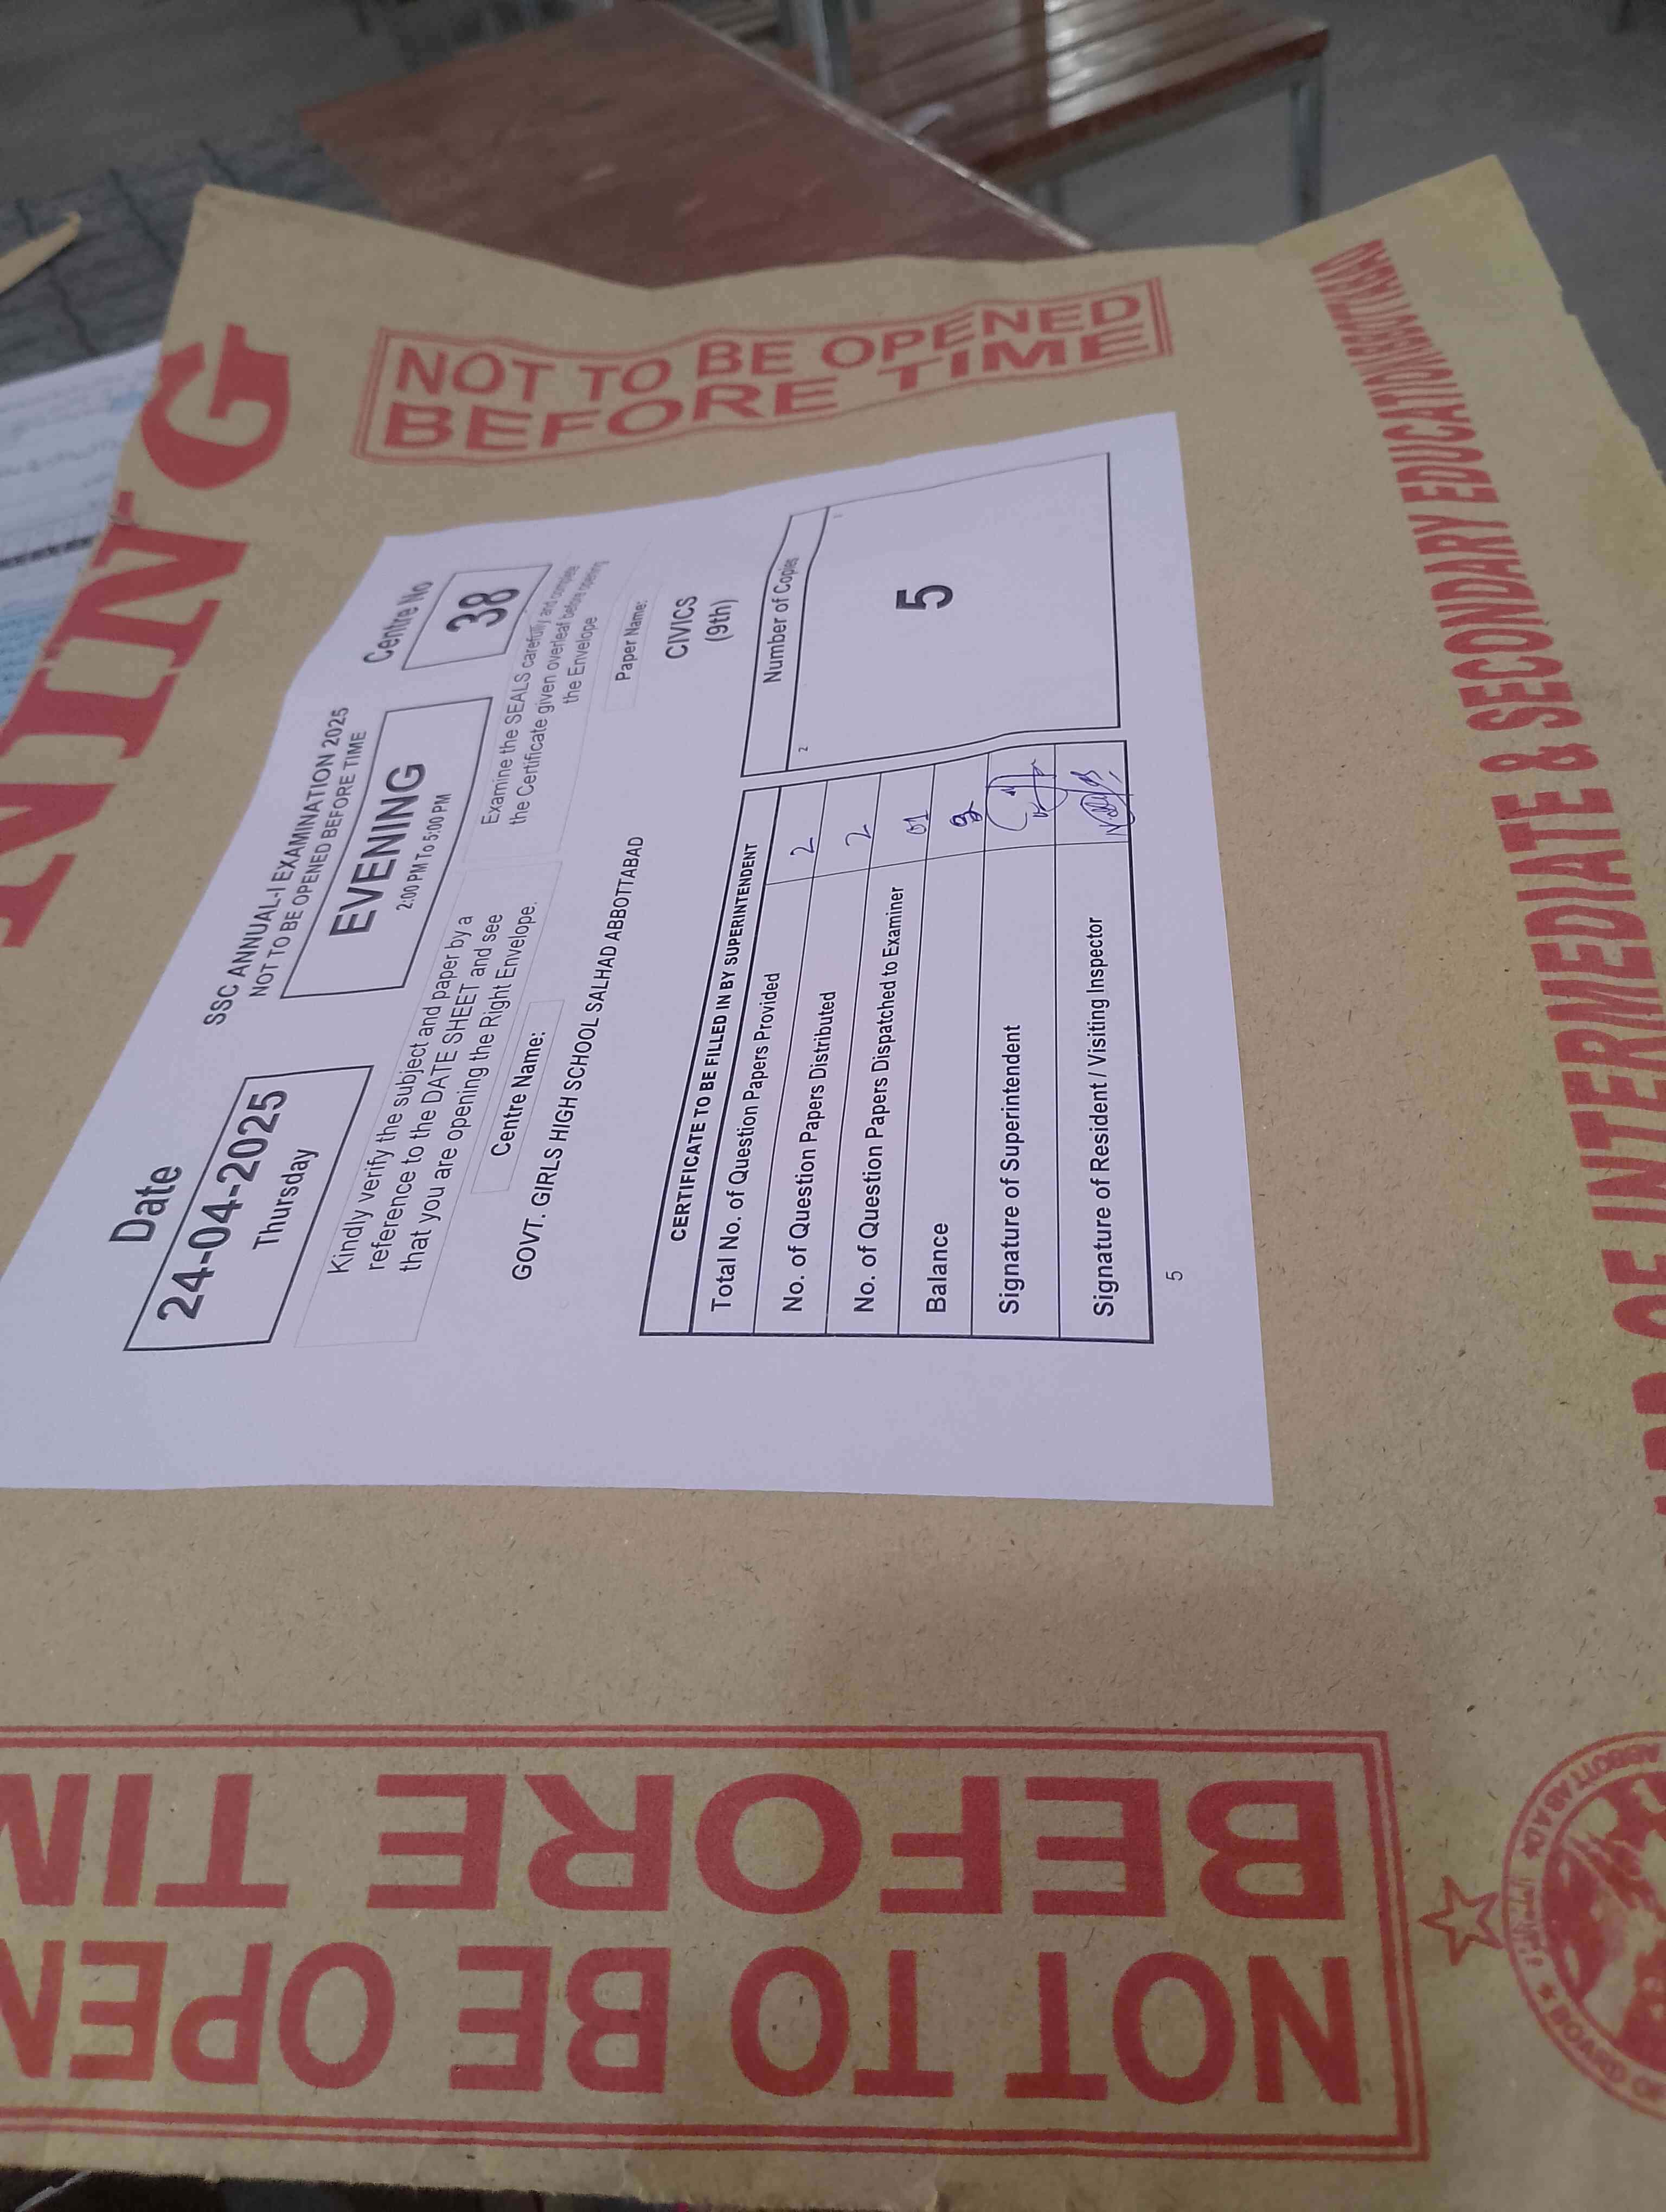 NING
NOT TO BE OPENED
BEFORE TIME
Date
24-04-2025
Thursday
SSC ANNUAL-I EXAMINATION 2025
NOT TO BE OPENED BEFORE TIME
EVENING
2:00 PM To 5:00 PM
Centre No
38
Kindly verify the subject and paper by a
reference to the DATE SHEET and see
that you are opening the Right Envelope.
Examine the SEALS carefully and complete
the Certificate given overleaf before opening
the Envelope
Centre Name:
GOVT. GIRLS HIGH SCHOOL SALHAD ABBOTTABAD
Paper Name:
CIVICS
(9th)
CERTIFICATE TO BE FILLED IN BY SUPERINTENDENT
Total No. of Question Papers Provided 2
No. of Question Papers Distributed 2
No. of Question Papers Dispatched to Examiner 01
Balance
Signature of Superintendent
Signature of Resident / Visiting Inspector
Number of Copies
2
5
5
OF INTERMEDIATE & SECONDARY EDUCATION
NOT TO BE OPEN
BEFORE TIM
BOARD OF
ABBOTTABAD